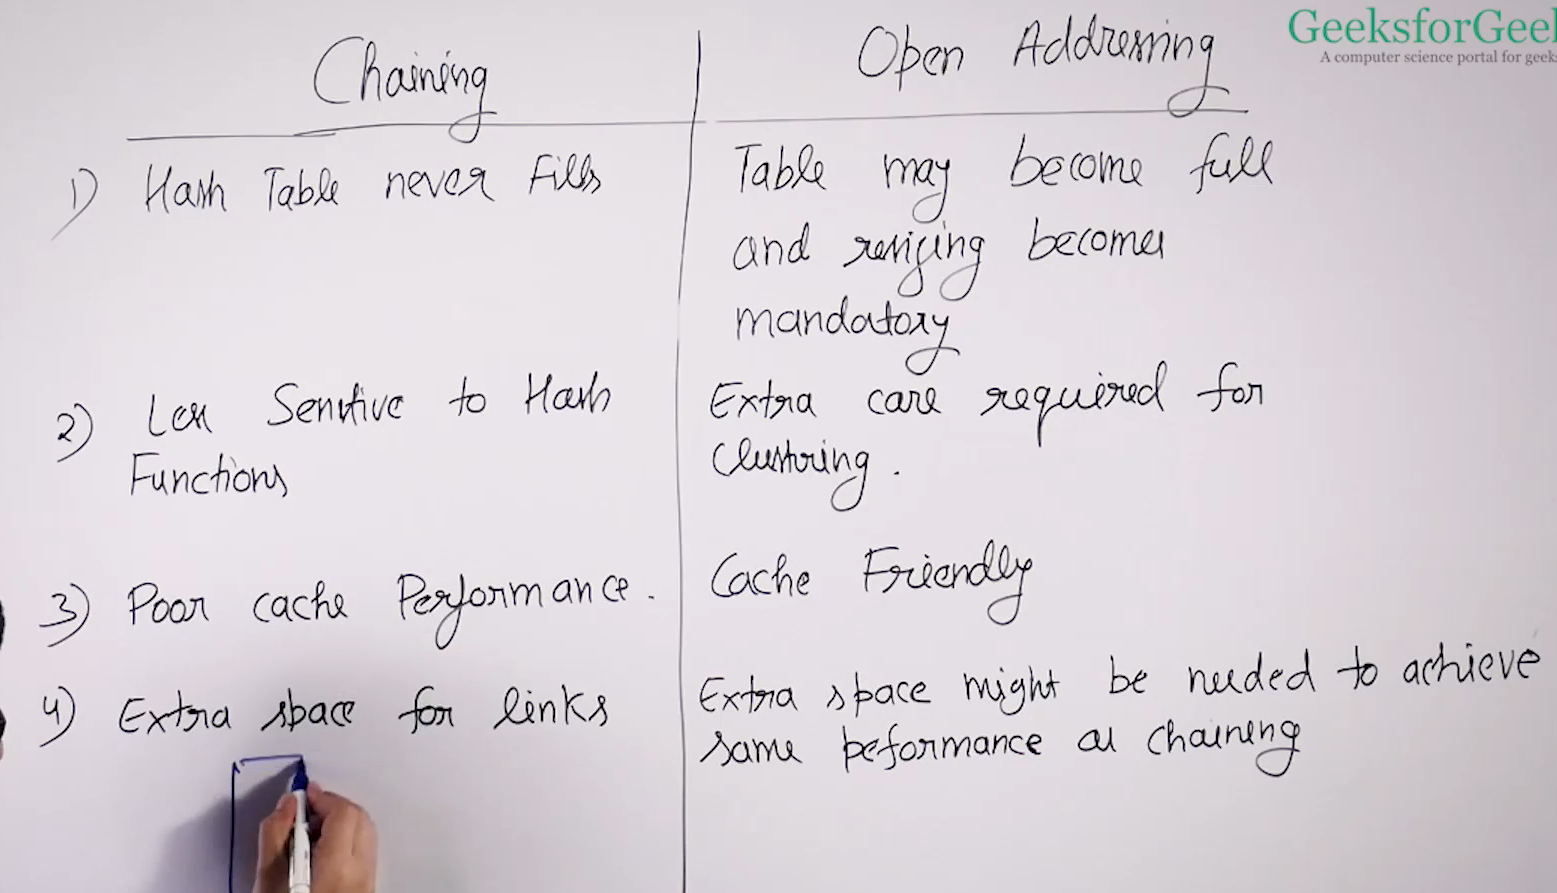 GeeksforGeek
A computer science portal for geeks
Chaining
Open Addressing
1) Hash Table never Fills
Table may become full
and resizing becomes
mandatory
2) Less Sensitive to Hash
Functions
Extra care required for
Clustring.
3) Poor cache Performance.
Cache Friendly
4) Extra space for links
Extra space might be needed to achieve
same peformance as chaining